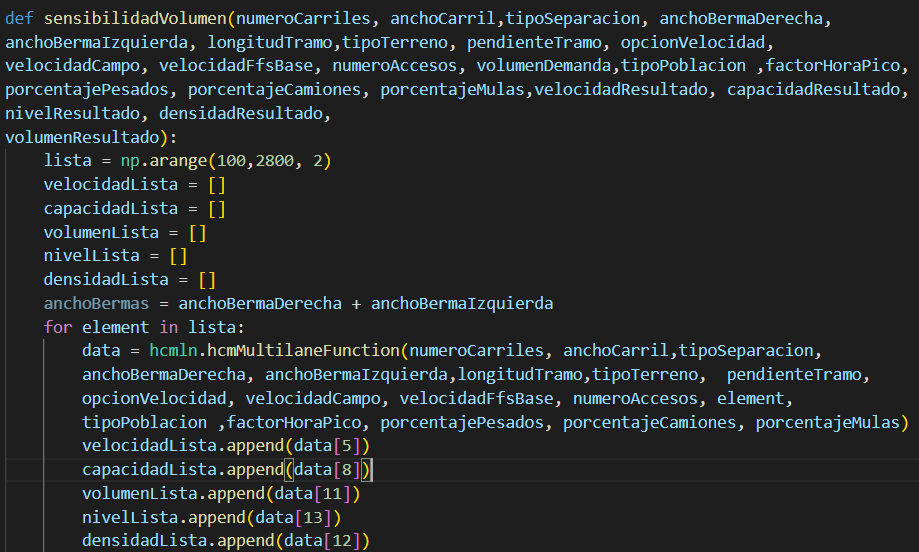 def sensibilidadVolumen(numeroCarriles, anchoCarril,tipoSeparacion, anchoBermaDerecha,
anchoBermaIzquierda, longitudTramo,tipoTerreno, pendienteTramo, opcionVelocidad,
velocidadCampo, velocidadFfsBase, numeroAccesos, volumenDemanda,tipoPoblacion ,factorHoraPico,
porcentajePesados, porcentajeCamiones, porcentajeMulas,velocidadResultado, capacidadResultado,
nivelResultado, densidadResultado,
volumenResultado):
    lista = np.arange(100,2800, 2)
    velocidadLista = []
    capacidadLista = []
    volumenLista = []
    nivelLista = []
    densidadLista = []
    anchoBermas = anchoBermaDerecha + anchoBermaIzquierda
    for element in lista:
        data = hcmln.hcmMultilaneFunction(numeroCarriles, anchoCarril,tipoSeparacion,
        anchoBermaDerecha, anchoBermaIzquierda,longitudTramo,tipoTerreno,  pendienteTramo,
        opcionVelocidad, velocidadCampo, velocidadFfsBase, numeroAccesos, element,
        tipoPoblacion ,factorHoraPico, porcentajePesados, porcentajeCamiones, porcentajeMulas)
        velocidadLista.append(data[5])
        capacidadLista.append(data[8])
        volumenLista.append(data[11])
        nivelLista.append(data[13])
        densidadLista.append(data[12])